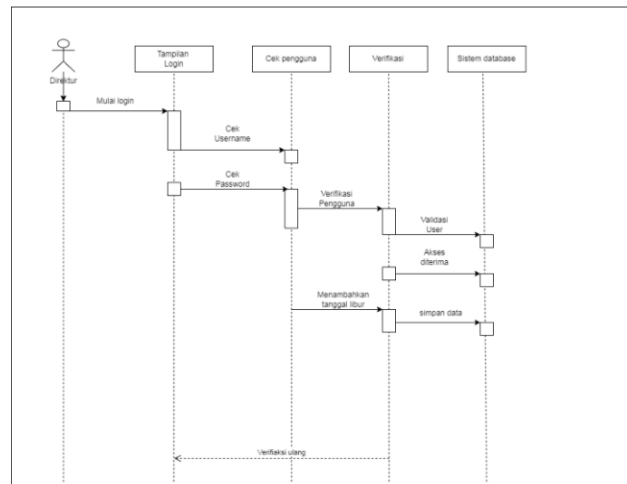 Tampilan
Login
Cek pengguna
Verifikasi
Sistem database
Direktur
Mulai login
Cek
Username
Cek
Password
Verifikasi
Pengguna
Validasi
User
Akses
diterima
Menambahkan
tanggal libur
simpan data
Verifiaksi ulang